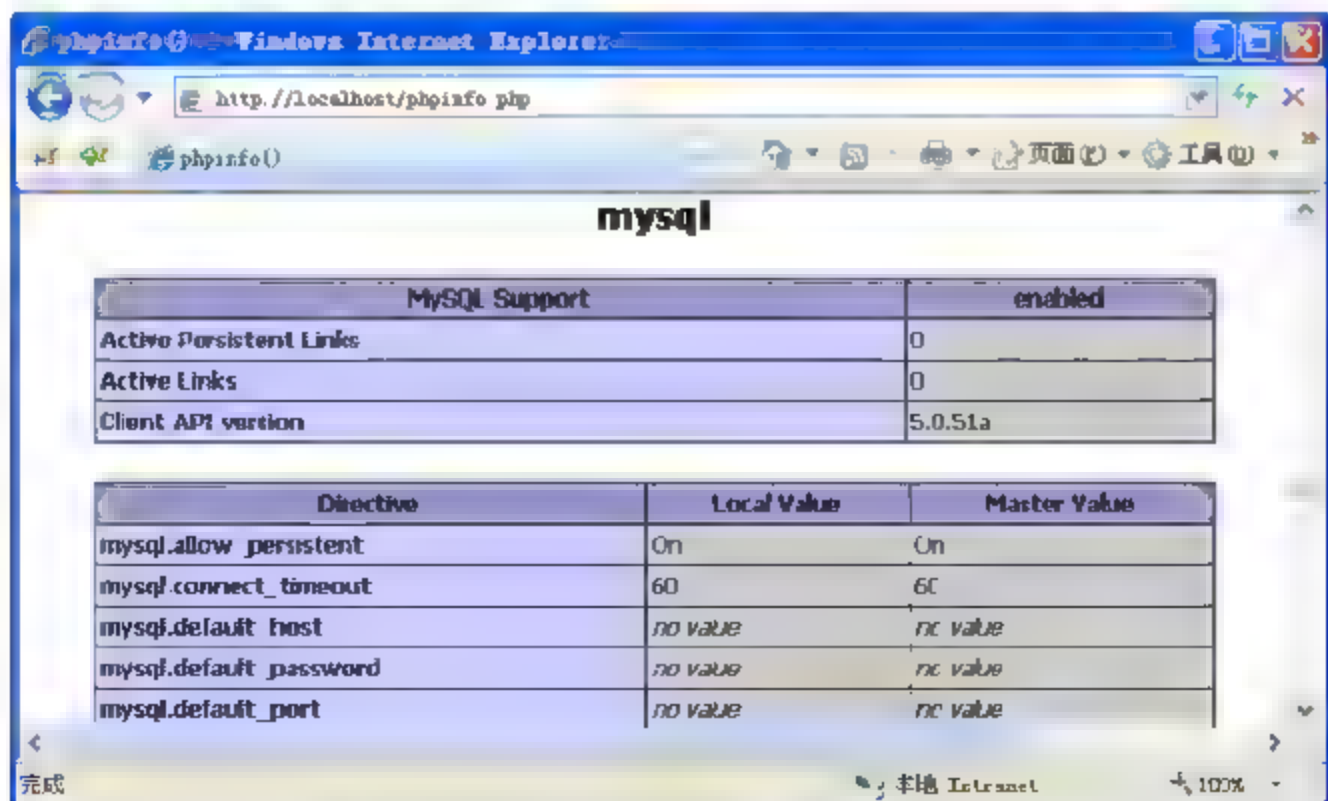 phpinfo() - Windows Internet Explorer
http://localhost/phpinfo.php
phpinfo()
页面(P) 工具(O)
mysql
MySQL Support enabled
Active Persistent Links 0
Active Links 0
Client API version 5.0.51a
Directive Local Value Master Value
mysql.allow_persistent On On
mysql.connect_timeout 60 60
mysql.default_host no value no value
mysql.default_password no value no value
mysql.default_port no value no value
完成 本地 Intranet 100%